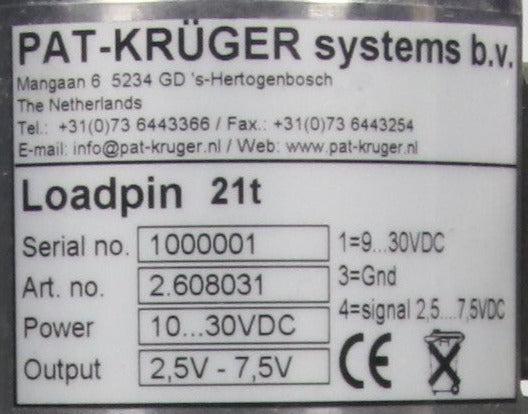 PAT-KRÜGER systems b.v.
Mangaan 6 5234 GD 's-Hertogenbosch
The Netherlands
Tel.: +31(0)73 6443366 / Fax.: +31(0)73 6443254
E-mail: info@pat-kruger.nl / Web: www.pat-kruger.nl
Loadpin 21t
Serial no. 1000001 1=9...30VDC
Art. no. 2.608031 3=Gnd
Power 10...30VDC 4=signal 2,5...7,5VDC
Output 2,5V - 7,5V CE